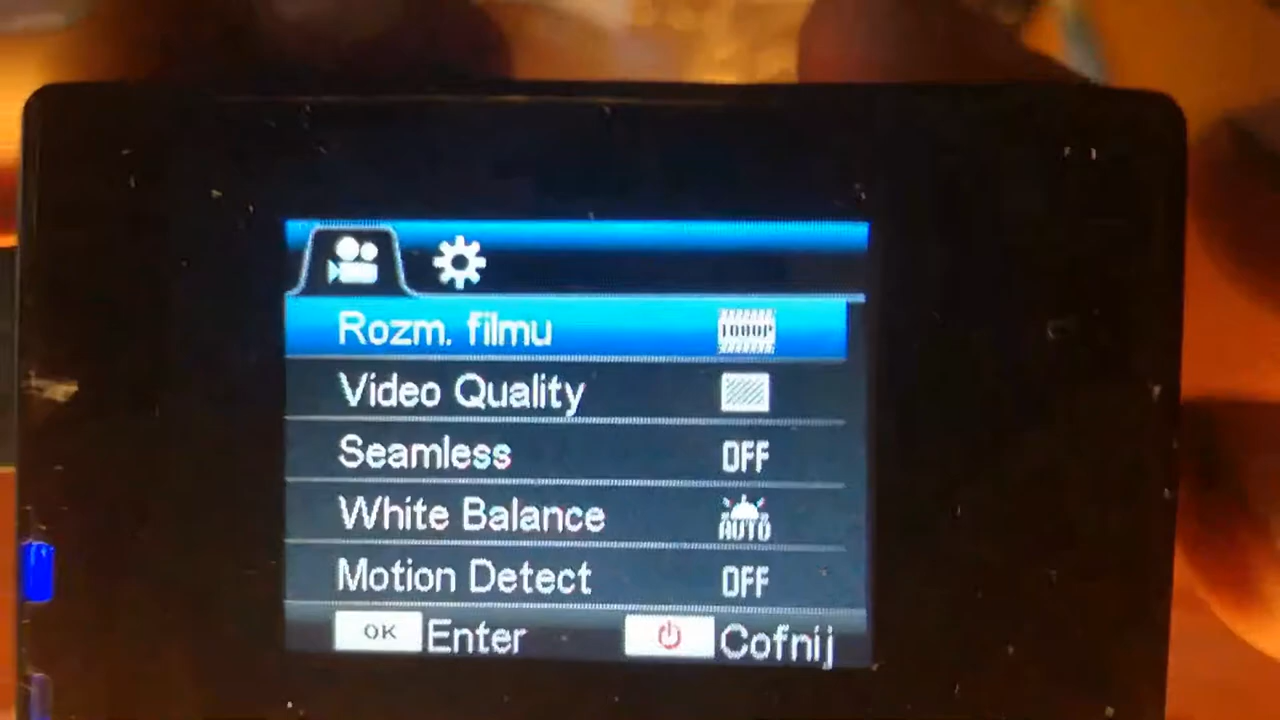 Rozm. filmu 1080P
Video Quality
Seamless OFF
White Balance AUTO
Motion Detect OFF
OK Enter Cofnij